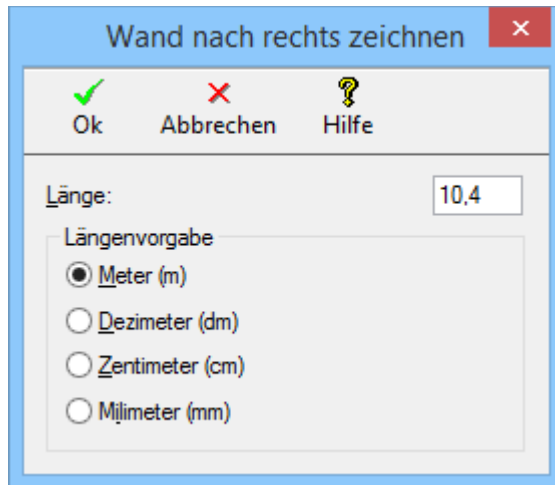 Wand nach rechts zeichnen
Ok Abbrechen Hilfe
Länge: 10,4
Längenvorgabe
Meter (m)
Dezimeter (dm)
Zentimeter (cm)
Milimeter (mm)